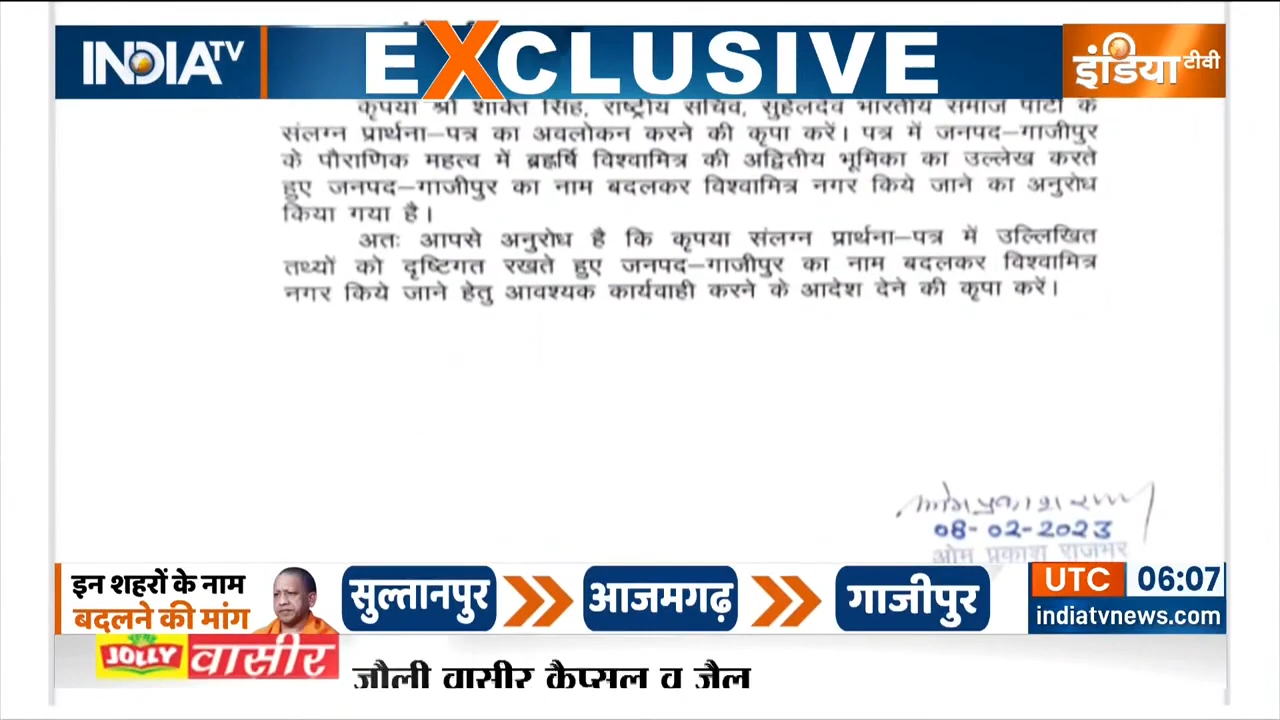 INDIA TV
EXCLUSIVE
इंडिया टीवी
कृपया श्री शक्ति सिंह, राष्ट्रीय सचिव, सुहेलदेव भारतीय समाज पार्टी के
संलग्न प्रार्थना-पत्र का अवलोकन करने की कृपा करें। पत्र में जनपद-गाजीपुर
के पौराणिक महत्व में ब्रह्मर्षि विश्वामित्र की अद्वितीय भूमिका का उल्लेख करते
हुए जनपद-गाजीपुर का नाम बदलकर विश्वामित्र नगर किये जाने का अनुरोध
किया गया है।
अतः आपसे अनुरोध है कि कृपया संलग्न प्रार्थना-पत्र में उल्लिखित
तथ्यों को दृष्टिगत रखते हुए जनपद-गाजीपुर का नाम बदलकर विश्वामित्र
नगर किये जाने हेतु आवश्यक कार्यवाही करने के आदेश देने की कृपा करें।
ओमप्रकाश राजभर
08-02-2023
ओम प्रकाश राजभर
इन शहरों के नाम
बदलने की मांग
सुल्तानपुर
आजमगढ़
गाजीपुर
UTC 06:07
indiatvnews.com
JOLLY वासीर
जौली वासीर कैप्सूल व जैल